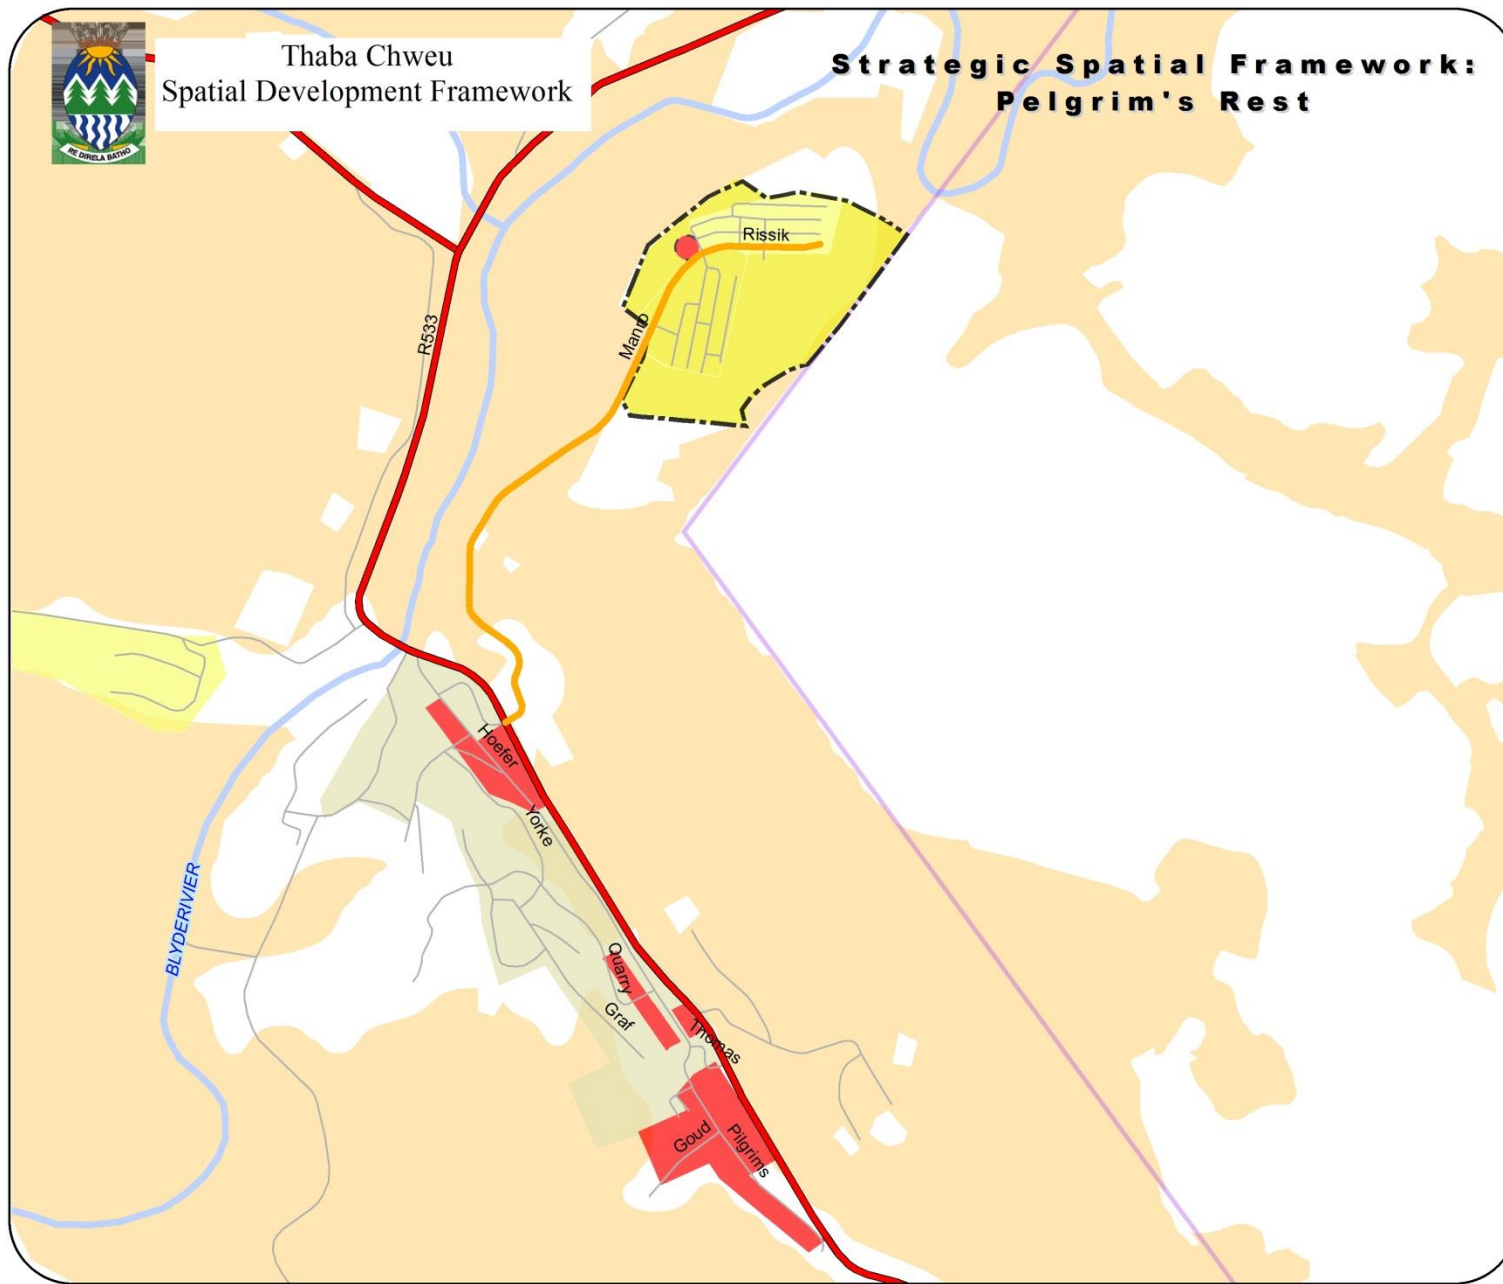 Thaba Chweu
Spatial Development Framework
RE DIRELA BATHO
Strategic Spatial Framework:
Pelgrim's Rest
Rissik
R533
Manro
Hoefer
Yorke
BLYDERIVIER
Quarry
Graf
Thomas
Goud
Pilgrims